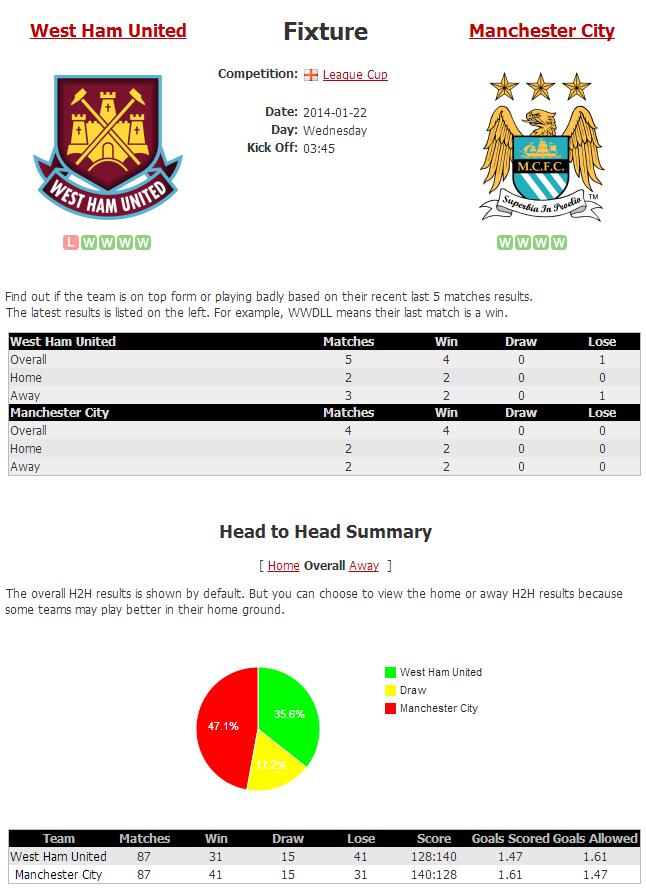 West Ham United
Fixture
Manchester City
Competition: League Cup
Date: 2014-01-22
Day: Wednesday
Kick Off: 03:45
WEST HAM UNITED
M.C.F.C.
Superbia In Proelio
TM
L W W W W
W W W W
Find out if the team is on top form or playing badly based on their recent last 5 matches results.
The latest results is listed on the left. For example, WWDLL means their last match is a win.
West Ham United Matches Win Draw Lose
Overall 5 4 0 1
Home 2 2 0 0
Away 3 2 0 1
Manchester City Matches Win Draw Lose
Overall 4 4 0 0
Home 2 2 0 0
Away 2 2 0 0
Head to Head Summary
[ Home Overall Away ]
The overall H2H results is shown by default. But you can choose to view the home or away H2H results because
some teams may play better in their home ground.
West Ham United
Draw
Manchester City
47.1%
35.6%
17.2%
Team Matches Win Draw Lose Score Goals Scored Goals Allowed
West Ham United 87 31 15 41 128:140 1.47 1.61
Manchester City 87 41 15 31 140:128 1.61 1.47